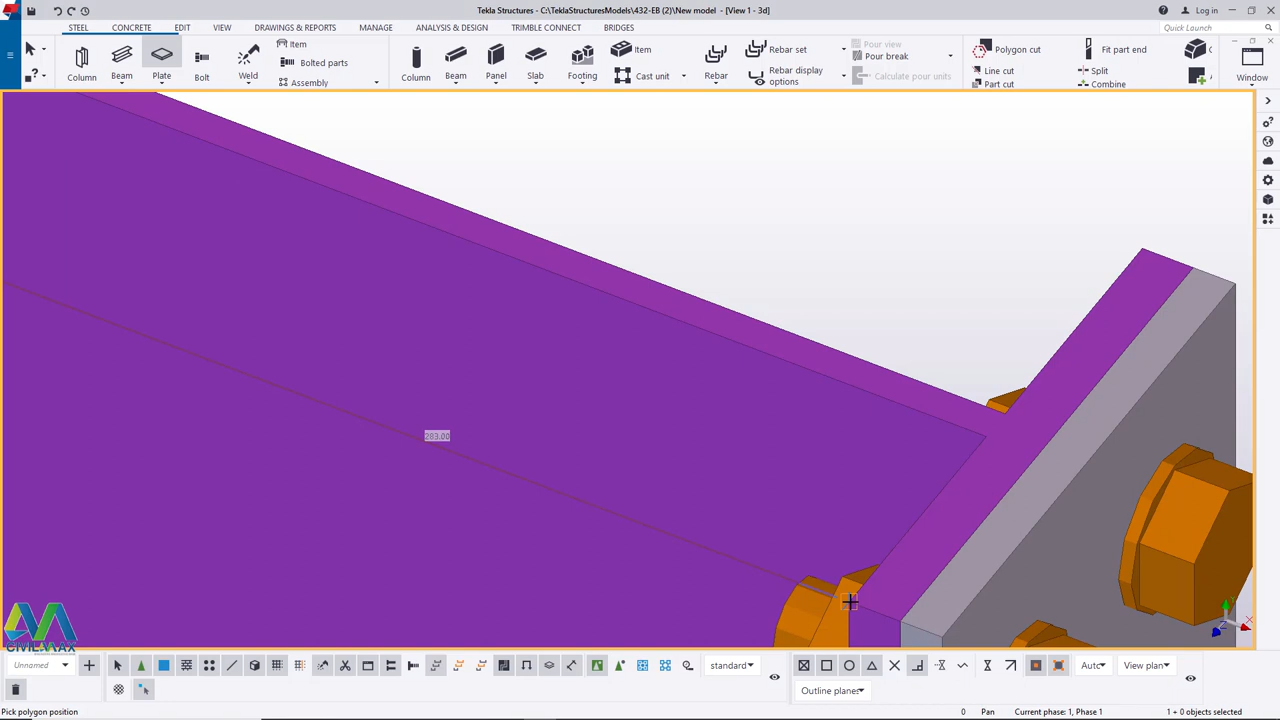 Tekla Structures - C:\TeklaStructuresModels\432-EB (2)\New model - [View 1 - 3d]
Log in
STEEL CONCRETE EDIT VIEW DRAWINGS & REPORTS MANAGE ANALYSIS & DESIGN TRIMBLE CONNECT BRIDGES
Quick Launch
Column Beam Plate Bolt Weld
Item
Bolted parts
Assembly
Column Beam Panel Slab Footing
Item
Cast unit
Rebar
Rebar set
Rebar display options
Pour view
Pour break
Calculate pour units
Polygon cut
Line cut
Part cut
Fit part end
Split
Combine
C
Window
283.00
CIVILMAX
Unnamed
standard
Auto
View plan
Outline planes
Pick polygon position
0
Pan
Current phase: 1, Phase 1
1 + 0 objects selected